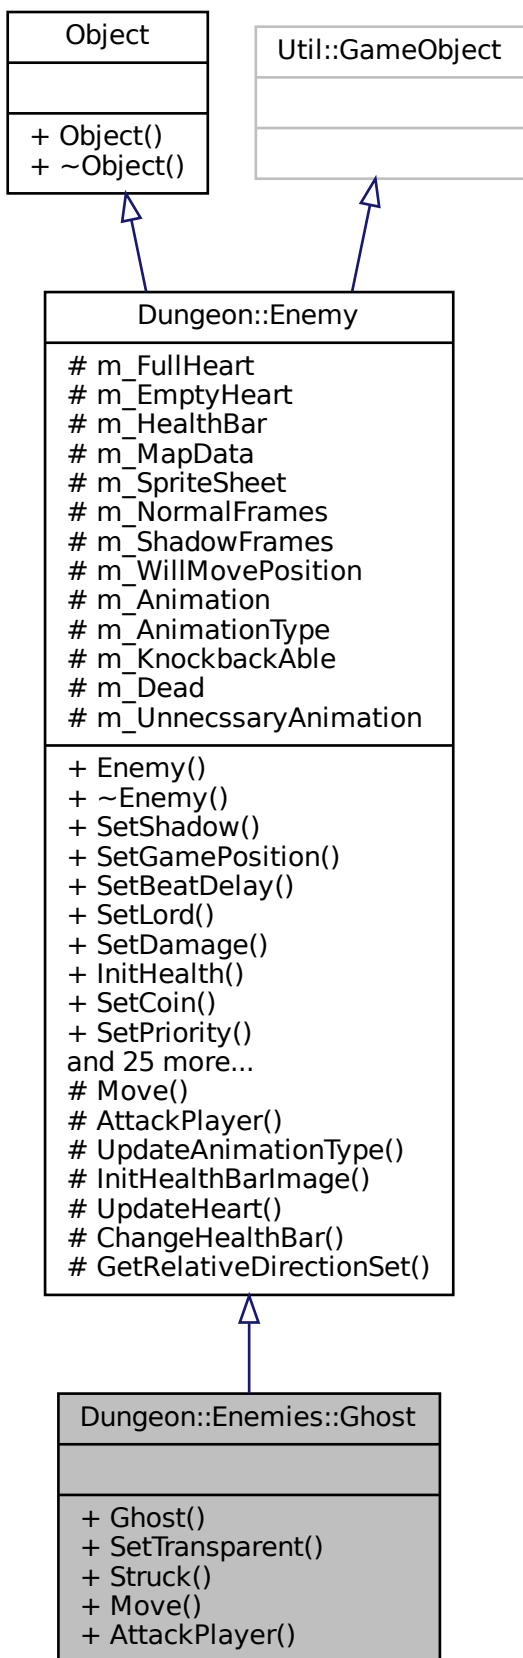 Object
+ Object()
+ ~Object()
Util::GameObject
Dungeon::Enemy
# m_FullHeart
# m_EmptyHeart
# m_HealthBar
# m_MapData
# m_SpriteSheet
# m_NormalFrames
# m_ShadowFrames
# m_WillMovePosition
# m_Animation
# m_AnimationType
# m_KnockbackAble
# m_Dead
# m_UnnecssaryAnimation
+ Enemy()
+ ~Enemy()
+ SetShadow()
+ SetGamePosition()
+ SetBeatDelay()
+ SetLord()
+ SetDamage()
+ InitHealth()
+ SetCoin()
+ SetPriority()
and 25 more...
# Move()
# AttackPlayer()
# UpdateAnimationType()
# InitHealthBarImage()
# UpdateHeart()
# ChangeHealthBar()
# GetRelativeDirectionSet()
Dungeon::Enemies::Ghost
+ Ghost()
+ SetTransparent()
+ Struck()
+ Move()
+ AttackPlayer()